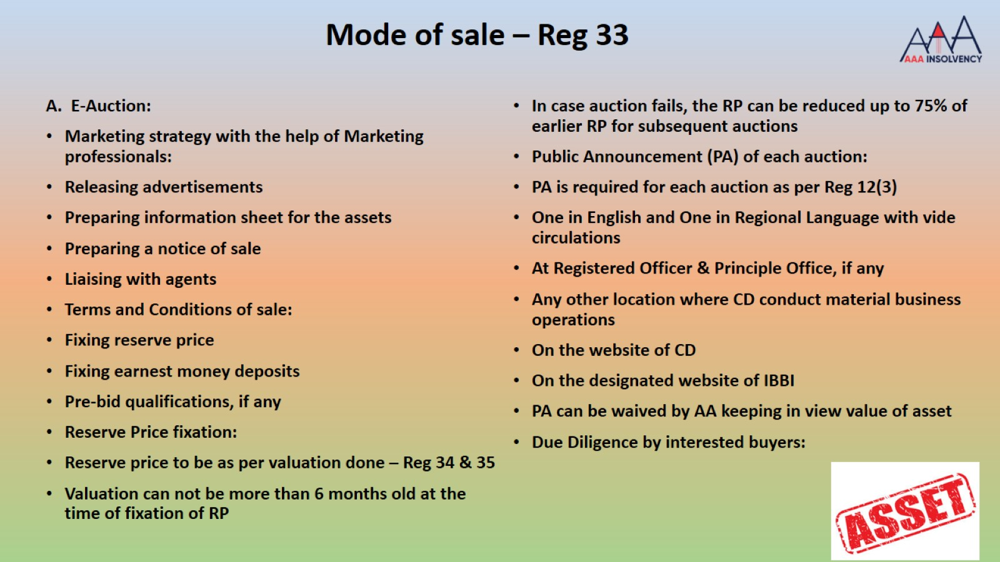 Mode of sale – Reg 33
AAA INSOLVENCY
A. E-Auction:
• Marketing strategy with the help of Marketing
professionals:
• Releasing advertisements
• Preparing information sheet for the assets
• Preparing a notice of sale
• Liaising with agents
• Terms and Conditions of sale:
• Fixing reserve price
• Fixing earnest money deposits
• Pre-bid qualifications, if any
• Reserve Price fixation:
• Reserve price to be as per valuation done – Reg 34 & 35
• Valuation can not be more than 6 months old at the
time of fixation of RP
• In case auction fails, the RP can be reduced up to 75% of
earlier RP for subsequent auctions
• Public Announcement (PA) of each auction:
• PA is required for each auction as per Reg 12(3)
• One in English and One in Regional Language with vide
circulations
• At Registered Officer & Principle Office, if any
• Any other location where CD conduct material business
operations
• On the website of CD
• On the designated website of IBBI
• PA can be waived by AA keeping in view value of asset
• Due Diligence by interested buyers:
ASSET